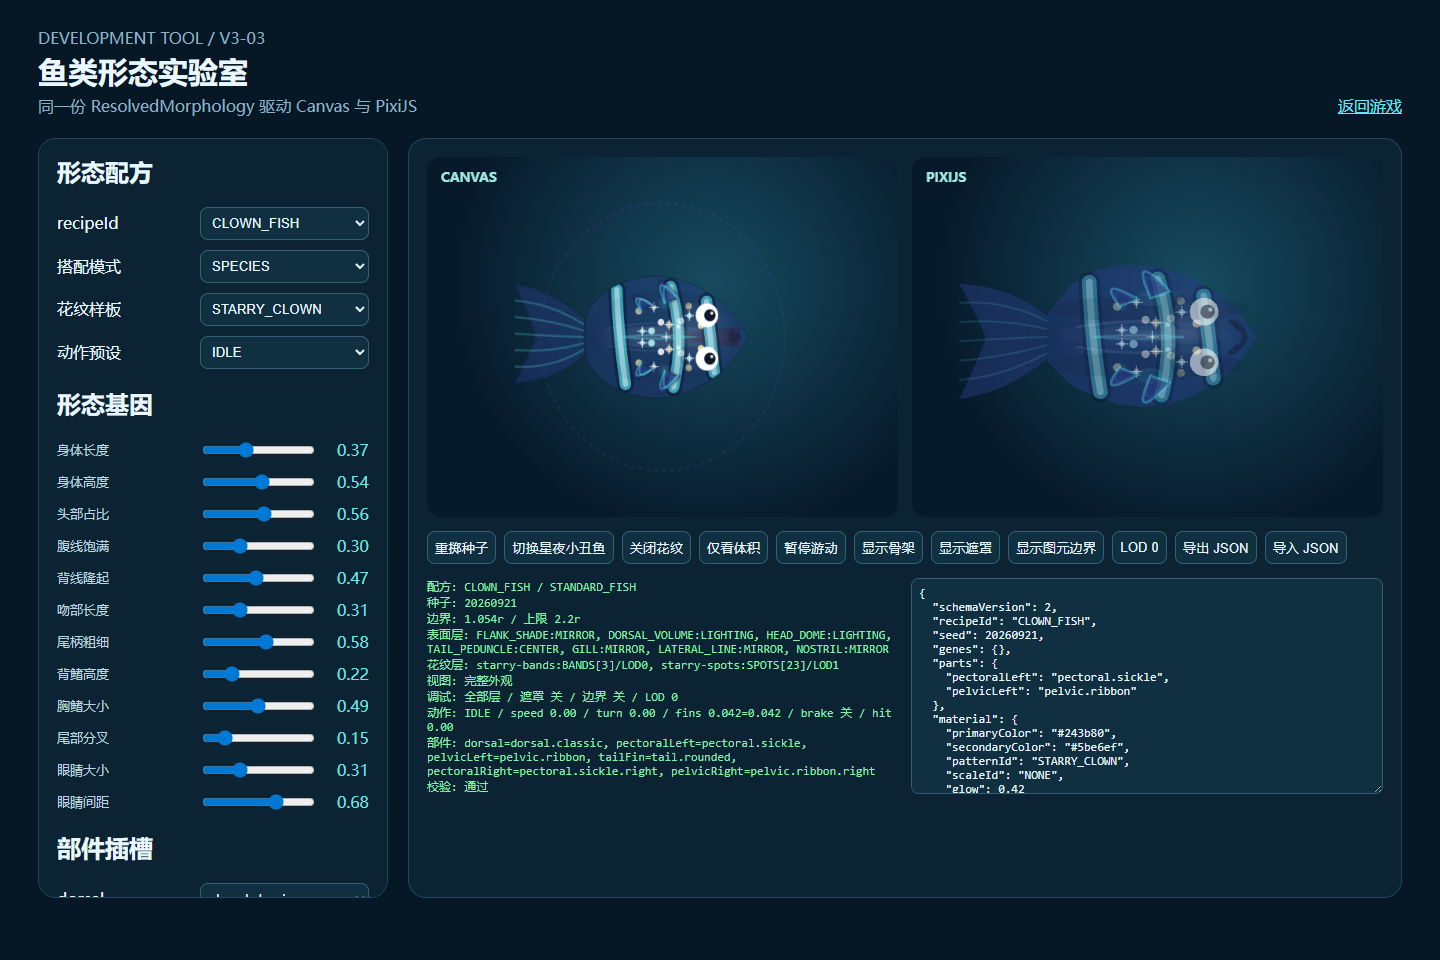 DEVELOPMENT TOOL / V3-03
鱼类形态实验室
同一份 ResolvedMorphology 驱动 Canvas 与 PixiJS
返回游戏
形态配方
recipeId
CLOWN_FISH
搭配模式
SPECIES
花纹样板
STARRY_CLOWN
动作预设
IDLE
形态基因
身体长度 0.37
身体高度 0.54
头部占比 0.56
腹线饱满 0.30
背线隆起 0.47
吻部长度 0.31
尾柄粗细 0.58
背鳍高度 0.22
胸鳍大小 0.49
尾部分叉 0.15
眼睛大小 0.31
眼睛间距 0.68
部件插槽
CANVAS
PIXIJS
重掷种子 切换星夜小丑鱼 关闭花纹 仅看体积 暂停游动 显示骨架 显示遮罩 显示图元边界 LOD 0 导出 JSON 导入 JSON
配方: CLOWN_FISH / STANDARD_FISH
种子: 20260921
边界: 1.054r / 上限 2.2r
表面层: FLANK_SHADE:MIRROR, DORSAL_VOLUME:LIGHTING, HEAD_DOME:LIGHTING,
TAIL_PEDUNCLE:CENTER, GILL:MIRROR, LATERAL_LINE:MIRROR, NOSTRIL:MIRROR
花纹层: starry-bands:BANDS[3]/LOD0, starry-spots:SPOTS[23]/LOD1
视图: 完整外观
调试: 全部层 / 遮罩 关 / 边界 关 / LOD 0
动作: IDLE / speed 0.00 / turn 0.00 / fins 0.042=0.042 / brake 关 / hit
0.00
部件: dorsal=dorsal.classic, pectoralLeft=pectoral.sickle,
pelvicLeft=pelvic.ribbon, tailFin=tail.rounded,
pectoralRight=pectoral.sickle.right, pelvicRight=pelvic.ribbon.right
校验: 通过
{
"schemaVersion": 2,
"recipeId": "CLOWN_FISH",
"seed": 20260921,
"genes": {},
"parts": {
"pectoralLeft": "pectoral.sickle",
"pelvicLeft": "pelvic.ribbon"
},
"material": {
"primaryColor": "#243b80",
"secondaryColor": "#5be6ef",
"patternId": "STARRY_CLOWN",
"scaleId": "NONE",
"glow": 0.42